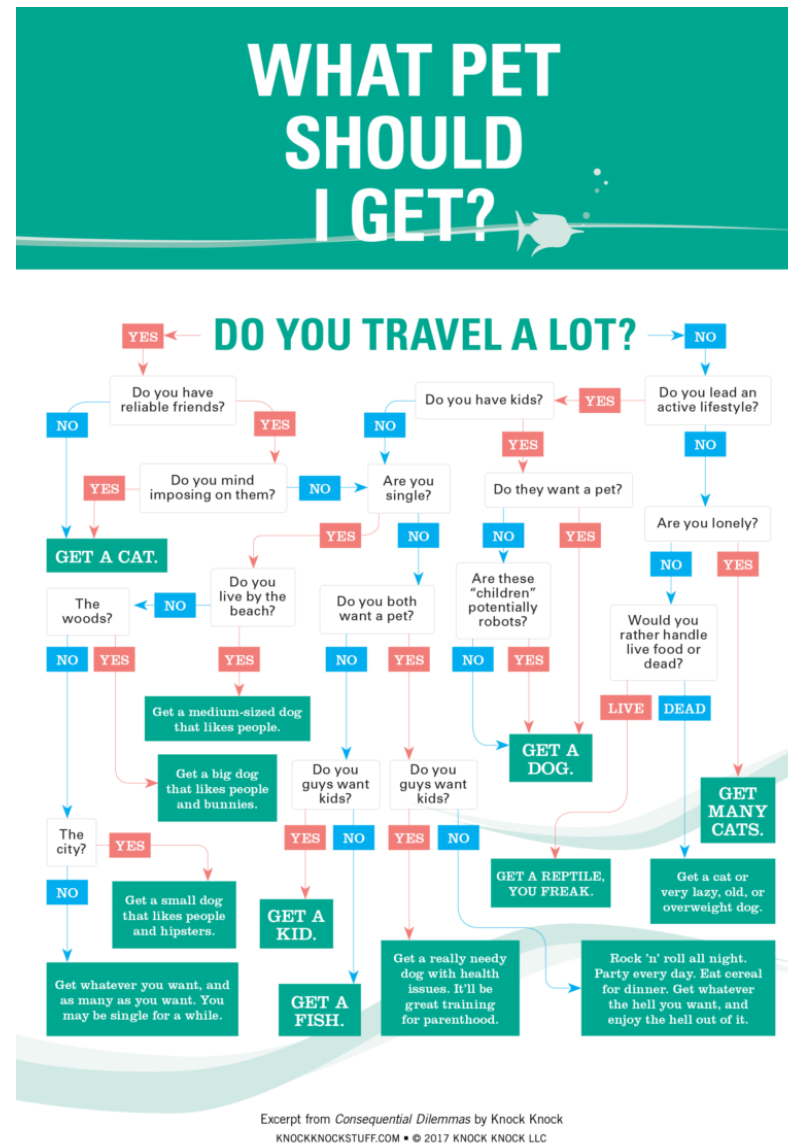 WHAT PET
SHOULD
I GET?
DO YOU TRAVEL A LOT?
YES
NO
Do you have
reliable friends?
Do you have kids?
YES
Do you lead an
active lifestyle?
NO
YES
NO
YES
NO
Do you mind
imposing on them?
YES
NO
Are you
single?
Do they want a pet?
Are you lonely?
GET A CAT.
YES
NO
NO
YES
NO
YES
The
woods?
NO
Do you
live by the
beach?
Do you both
want a pet?
Are these
“children”
potentially
robots?
Would you
rather handle
live food or
dead?
NO
YES
YES
NO
YES
NO
YES
LIVE
DEAD
Get a medium-sized dog
that likes people.
GET A
DOG.
Get a big dog
that likes people
and bunnies.
Do you
guys want
kids?
Do you
guys want
kids?
GET
MANY
CATS.
The
city?
YES
YES
NO
YES
NO
NO
Get a small dog
that likes people
and hipsters.
GET A
KID.
GET A REPTILE,
YOU FREAK.
Get a cat or
very lazy, old, or
overweight dog.
Get whatever you want, and
as many as you want. You
may be single for a while.
GET A
FISH.
Get a really needy
dog with health
issues. It’ll be
great training
for parenthood.
Rock ’n’ roll all night.
Party every day. Eat cereal
for dinner. Get whatever
the hell you want, and
enjoy the hell out of it.
Excerpt from Consequential Dilemmas by Knock Knock
KNOCKKNOCKSTUFF.COM ▪ © 2017 KNOCK KNOCK LLC